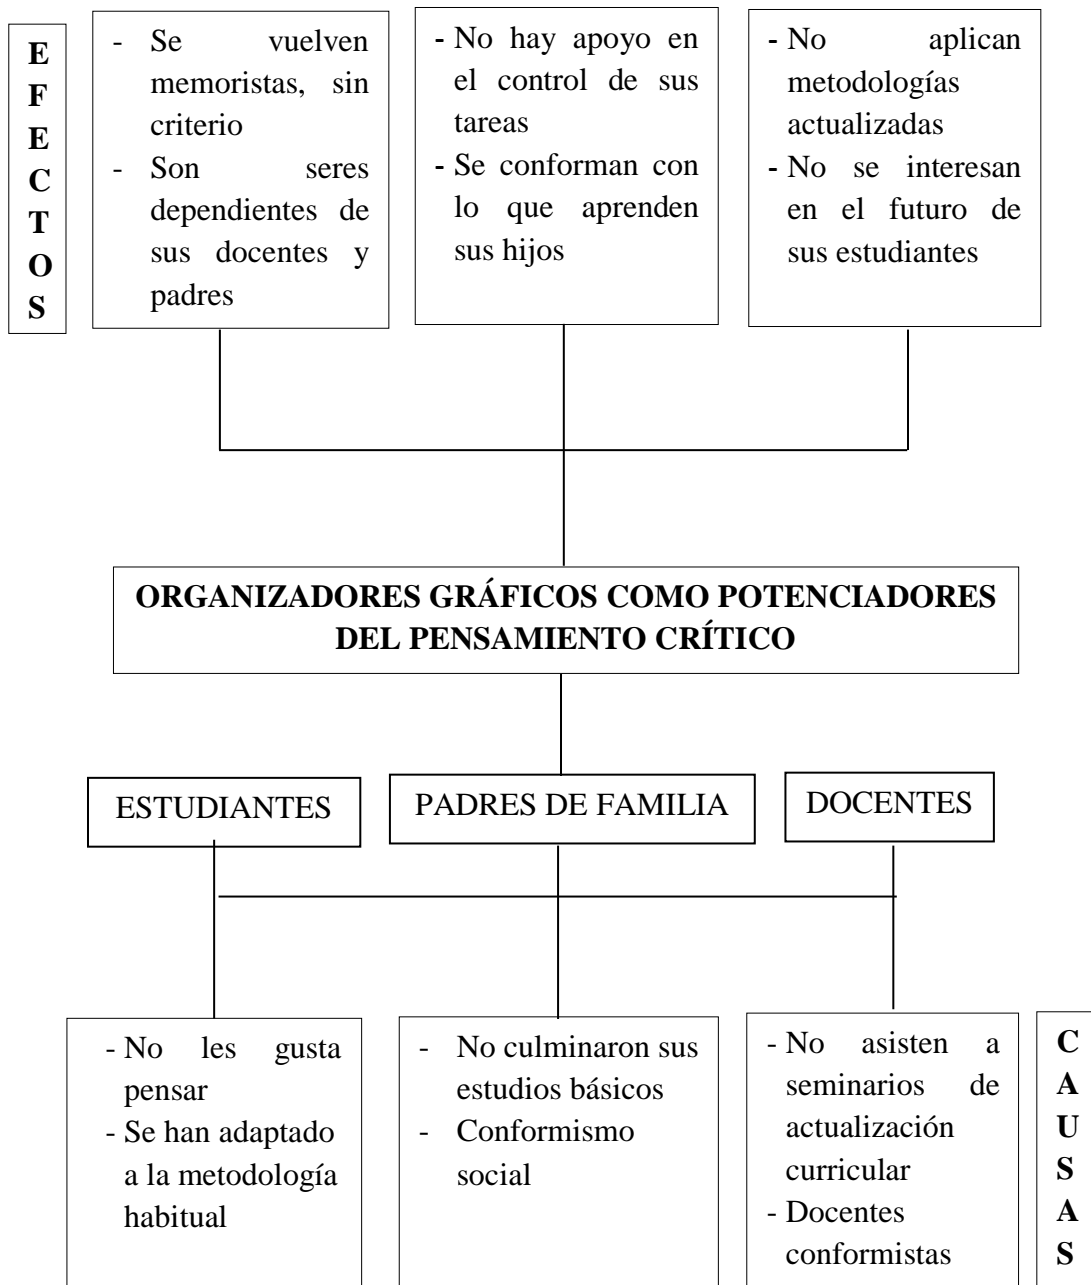 E
F
E
C
T
O
S
- Se vuelven
memoristas, sin
criterio
- Son seres
dependientes de
sus docentes y
padres
- No hay apoyo en
el control de sus
tareas
- Se conforman con
lo que aprenden
sus hijos
- No aplican
metodologías
actualizadas
- No se interesan
en el futuro de
sus estudiantes
ORGANIZADORES GRÁFICOS COMO POTENCIADORES
DEL PENSAMIENTO CRÍTICO
ESTUDIANTES
PADRES DE FAMILIA
DOCENTES
- No les gusta
pensar
- Se han adaptado
a la metodología
habitual
- No culminaron sus
estudios básicos
- Conformismo
social
- No asisten a
seminarios de
actualización
curricular
- Docentes
conformistas
C
A
U
S
A
S